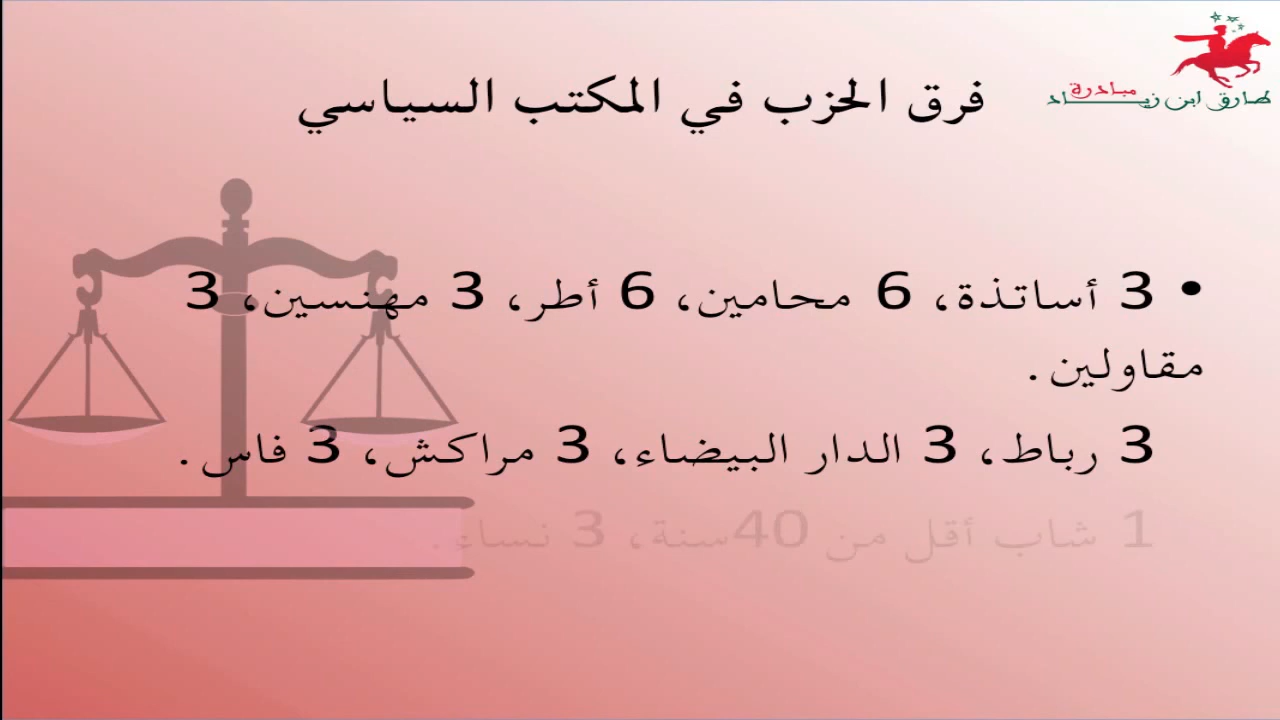 مبادرة
طارق ابن زياد
فرق الحزب في المكتب السياسي
• 3 أساتذة، 6 محامين، 6 أطر، 3 مهنسين، 3
مقاولين.
3 رباط، 3 الدار البيضاء، 3 مراكش، 3 فاس.
1 شاب أقل من 40سنة، 3 نساء.